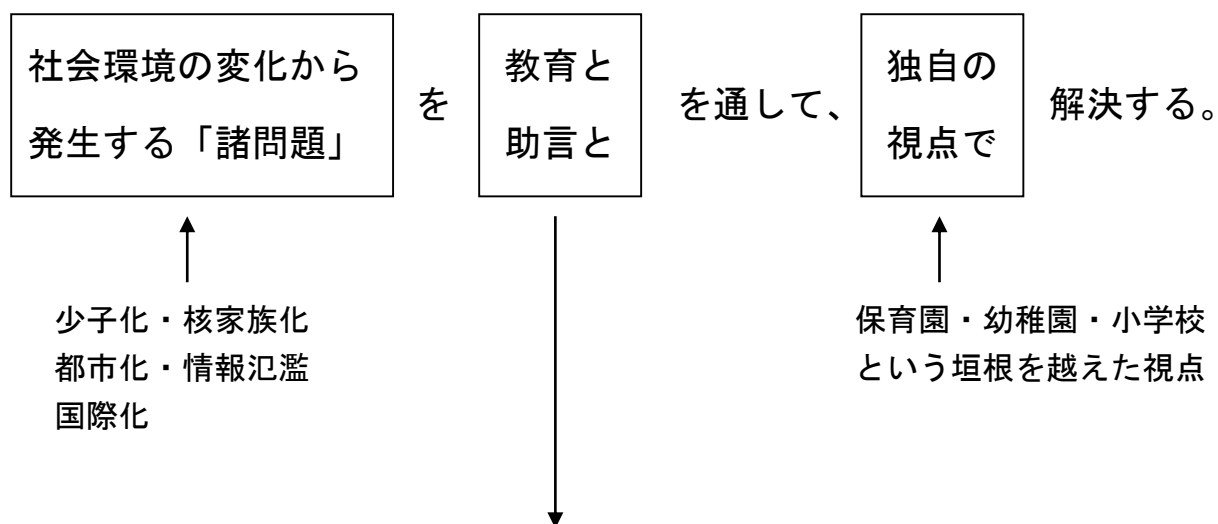 社会環境の変化から
発生する「諸問題」
を
教育と
助言と
を通して、
独自の
視点で
解決する。
少子化・核家族化
都市化・情報氾濫
国際化
保育園・幼稚園・小学校
という垣根を越えた視点